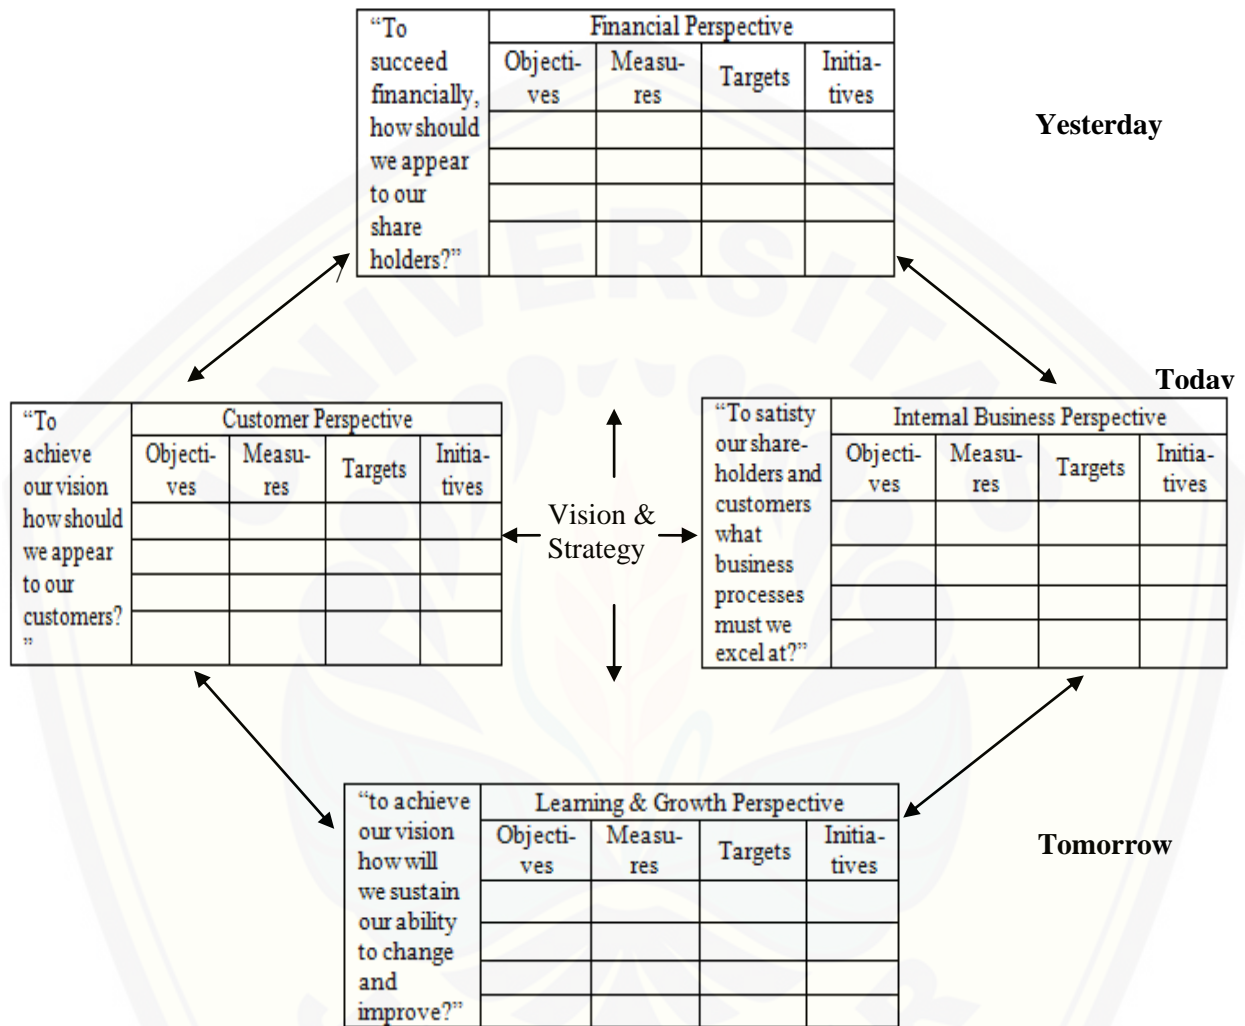 “To
succeed
financially,
how should
we appear
to our
share
holders?”
Financial Perspective
Objecti-
ves
Measu-
res
Targets
Initia-
tives
Yesterday
Today
“To
achieve
our vision
how should
we appear
to our
customers?
”
Customer Perspective
Objecti-
ves
Measu-
res
Targets
Initia-
tives
Vision &
Strategy
“To satisty
our share-
holders and
customers
what
business
processes
must we
excel at?”
Internal Business Perspective
Objecti-
ves
Measu-
res
Targets
Initia-
tives
“to achieve
our vision
how will
we sustain
our ability
to change
and
improve?”
Learning & Growth Perspective
Objecti-
ves
Measu-
res
Targets
Initia-
tives
Tomorrow
UNIVERSITAS